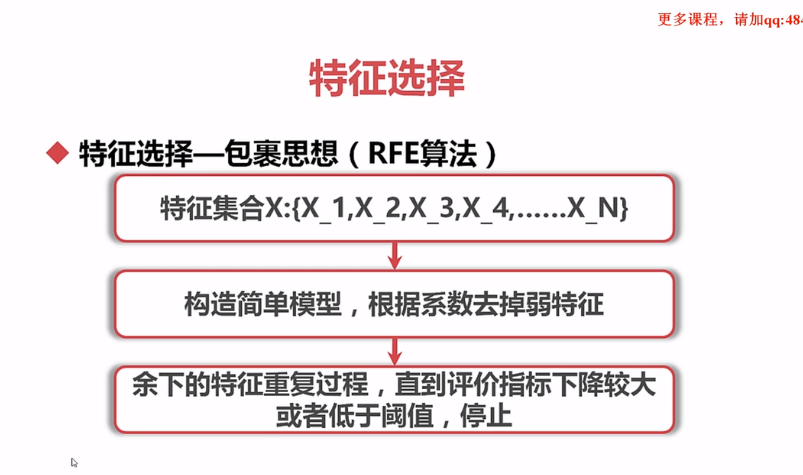 更多课程，请加qq:484
特征选择
特征选择—包裹思想（RFE算法）
特征集合X:{X_1,X_2,X_3,X_4,......X_N}
构造简单模型，根据系数去掉弱特征
余下的特征重复过程，直到评价指标下降较大
或者低于阈值，停止